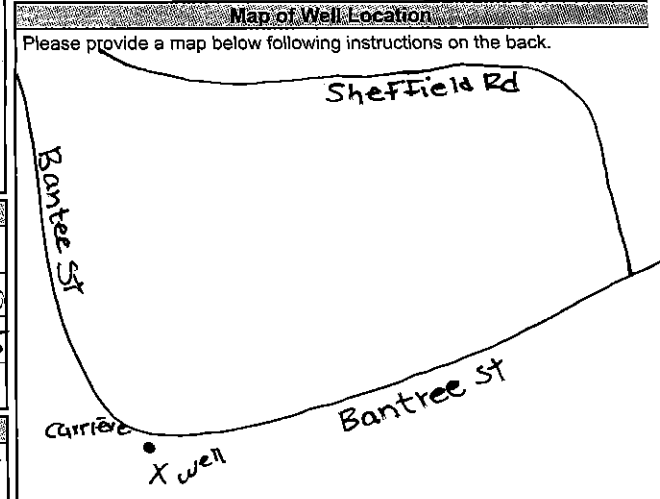 Map of Well Location
Please provide a map below following instructions on the back.
Sheffield Rd
Bantee St
Bantree St
Carrière
X well